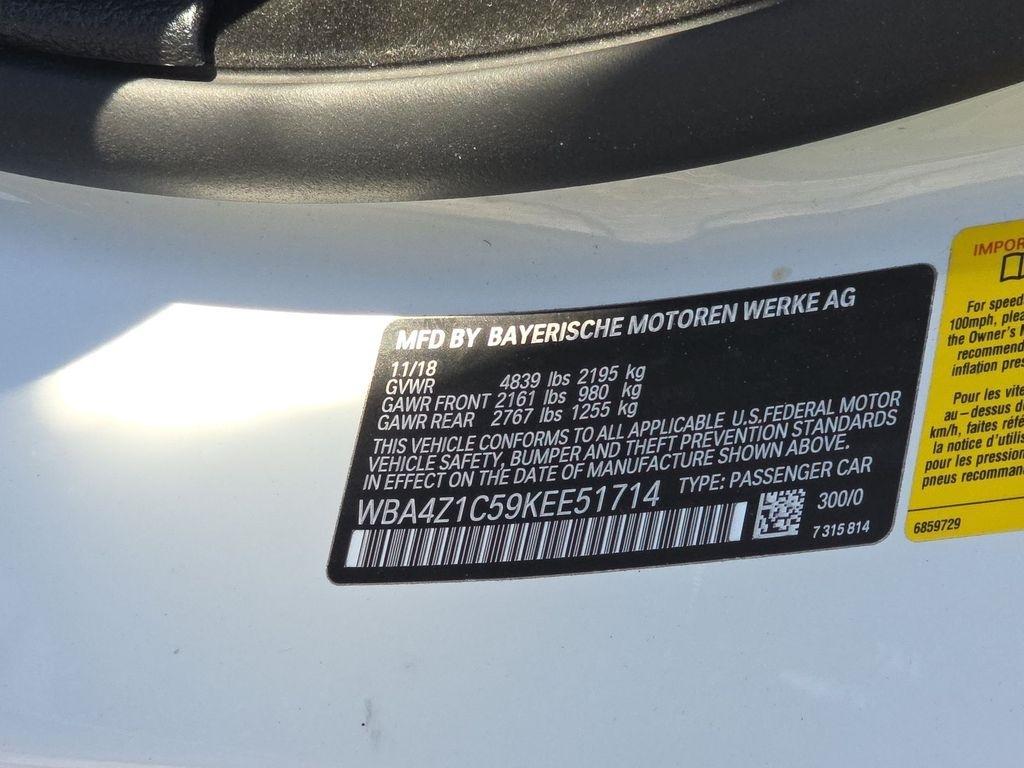 MFD BY BAYERISCHE MOTOREN WERKE AG
11/18
GVWR 4839 lbs 2195 kg
GAWR FRONT 2161 lbs 980 kg
GAWR REAR 2767 lbs 1255 kg
THIS VEHICLE CONFORMS TO ALL APPLICABLE U.S.FEDERAL MOTOR
VEHICLE SAFETY, BUMPER AND THEFT PREVENTION STANDARDS
IN EFFECT ON THE DATE OF MANUFACTURE SHOWN ABOVE.
WBA4Z1C59KEE51714 TYPE: PASSENGER CAR
300/0
7 315 814
IMPOR
For speed
100mph, plea
the Owner's
recommend
inflation pres
Pour les vite
au-dessus d
km/h, faites réfé
la notice d'utilis
pour les pression
pneus recomman
6859729